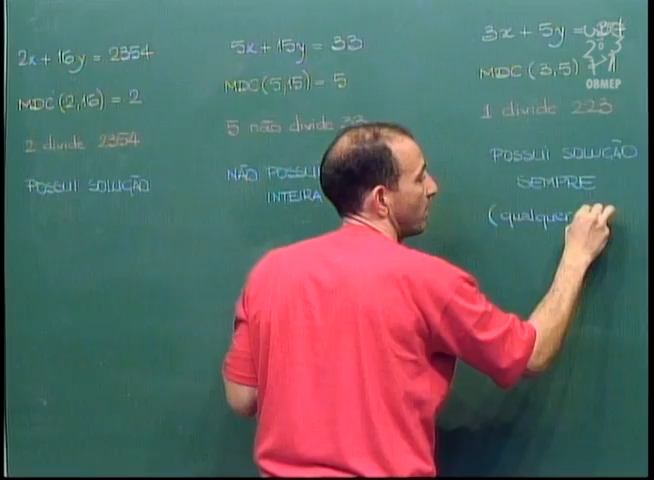 2x + 16y = 2354
MDC (2,16) = 2
2 divide 2354
POSSUI SOLUÇÃO
5x + 15y = 33
MDC (5,15) = 5
5 não divide 33
NÃO POSSUI
INTEIRA
3x + 5y =
MDC (3,5)
1 divide 223
POSSUI SOLUÇÃO
SEMPRE
(qualquer
OBMEP